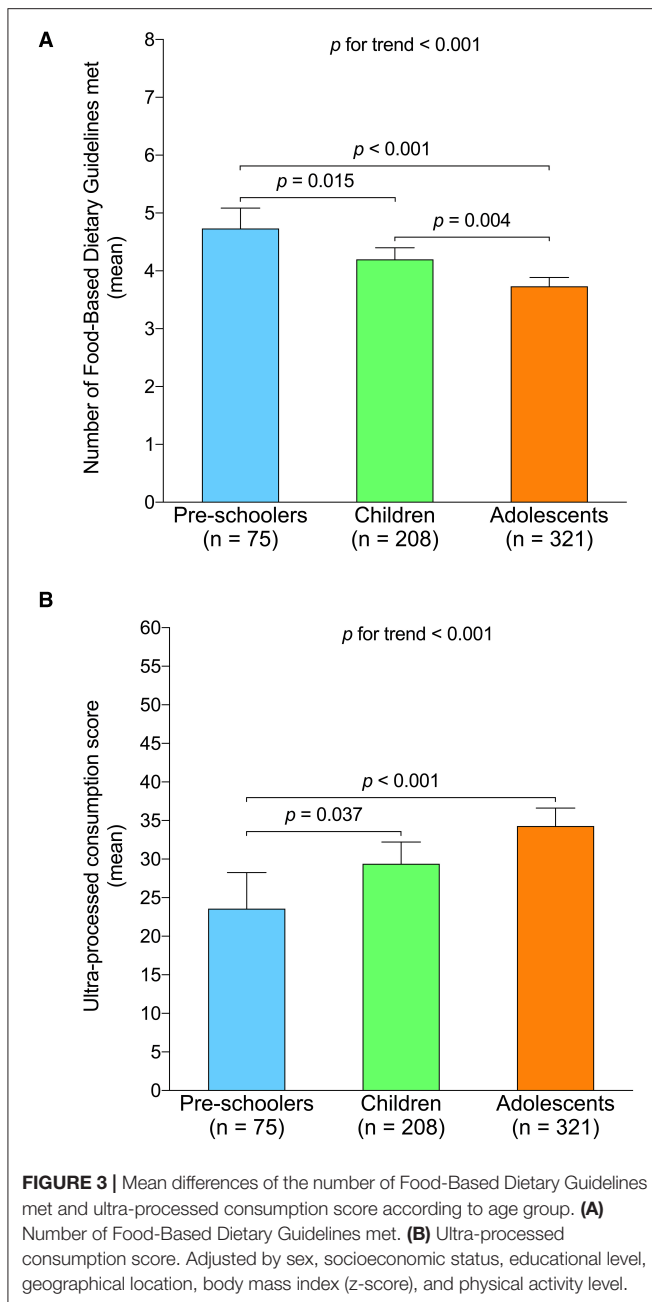 A
p for trend < 0.001
Number of Food-Based Dietary Guidelines met
(mean)
8
7
6
5
4
3
2
1
0
p < 0.001
p = 0.015
p = 0.004
Pre-schoolers Children Adolescents
(n = 75) (n = 208) (n = 321)
B
p for trend < 0.001
Ultra-processed consumption score
(mean)
60
55
50
45
40
35
30
25
20
15
10
5
0
p < 0.001
p = 0.037
Pre-schoolers Children Adolescents
(n = 75) (n = 208) (n = 321)
FIGURE 3 | Mean differences of the number of Food-Based Dietary Guidelines
met and ultra-processed consumption score according to age group. (A)
Number of Food-Based Dietary Guidelines met. (B) Ultra-processed
consumption score. Adjusted by sex, socioeconomic status, educational level,
geographical location, body mass index (z-score), and physical activity level.